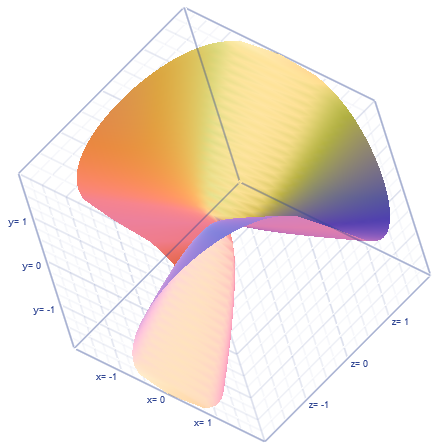 y= 1
y= 0
y= -1
x= -1
x= 0
x= 1
z= -1
z= 0
z= 1